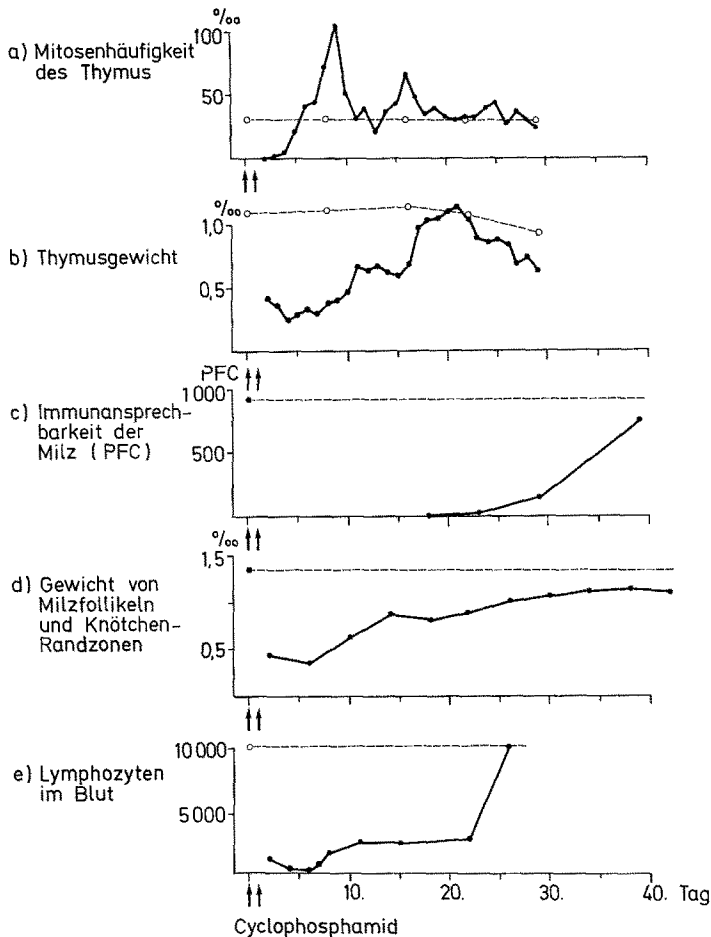 ‰
100
50
a) Mitosenhäufigkeit
des Thymus
‰
1,0
0,5
b) Thymusgewicht
PFC
1000
500
c) Immunansprech-
barkeit der
Milz (PFC)
‰
1,5
0,5
d) Gewicht von
Milzfollikeln
und Knötchen-
Randzonen
10000
5000
e) Lymphozyten
im Blut
10. 20. 30. 40. Tag
Cyclophosphamid